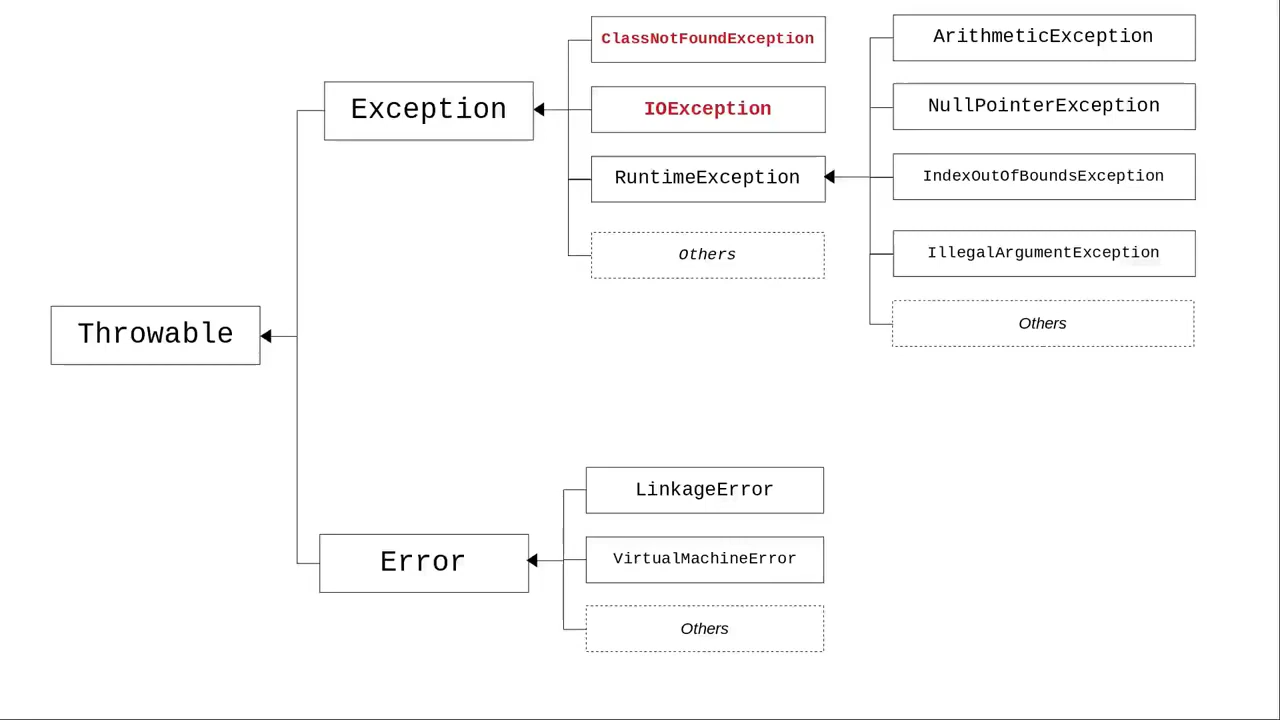 Throwable
Exception
ClassNotFoundException
IOException
RuntimeException
Others
ArithmeticException
NullPointerException
IndexOutOfBoundsException
IllegalArgumentException
Others
Error
LinkageError
VirtualMachineError
Others